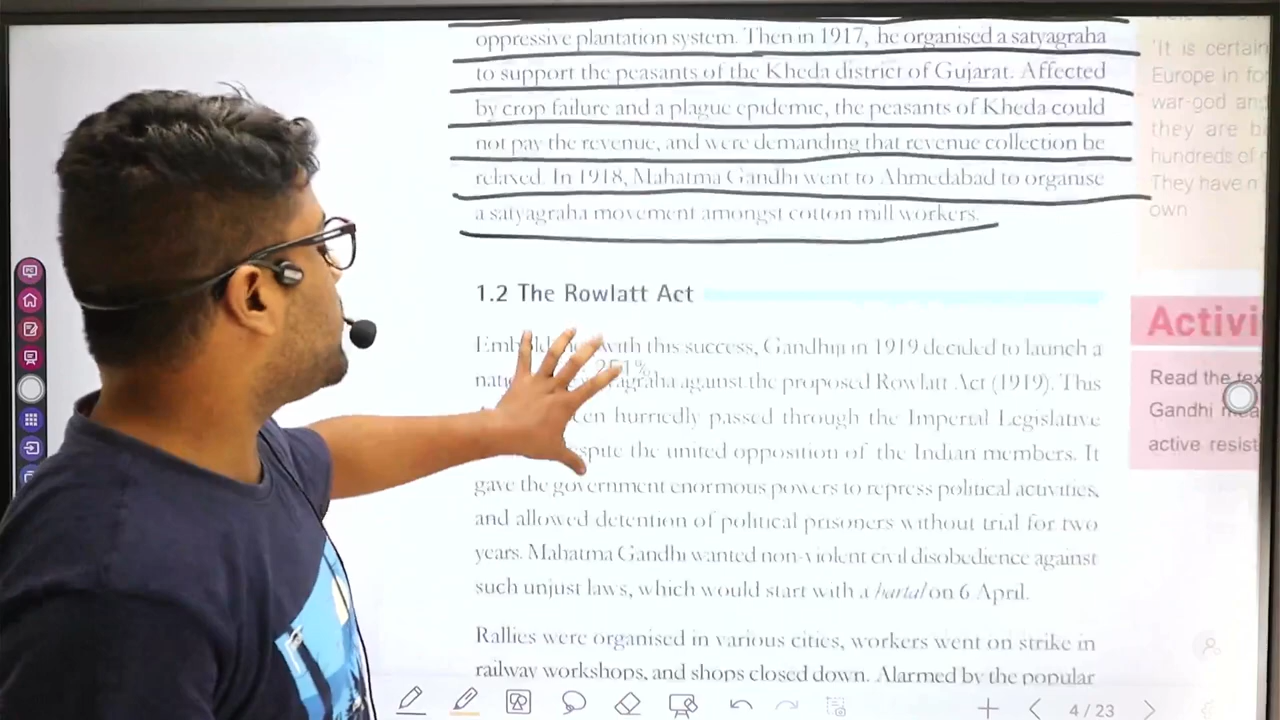 oppressive plantation system. Then in 1917, he organised a satyagraha
to support the peasants of the Kheda district of Gujarat. Affected
by crop failure and a plague epidemic, the peasants of Kheda could
not pay the revenue, and were demanding that revenue collection be
relaxed. In 1918, Mahatma Gandhi went to Ahmedabad to organise
a satyagraha movement amongst cotton mill workers.
1.2 The Rowlatt Act
with this success, Gandhiji in 1919 decided to launch a
against the proposed Rowlatt Act (1919). This
hurriedly passed through the Imperial Legislative
the united opposition of the Indian members. It
gave the government enormous powers to repress political activities,
and allowed detention of political prisoners without trial for two
years. Mahatma Gandhi wanted non-violent civil disobedience against
such unjust laws, which would start with a hartal on 6 April.
Rallies were organised in various cities, workers went on strike in
railway workshops, and shops closed down. Alarmed by the popular
'It is certain
Europe in for
war-god and
they are b
hundreds of
They have n
own
Activi
Read the tex
Gandhi mea
active resist
4 / 23